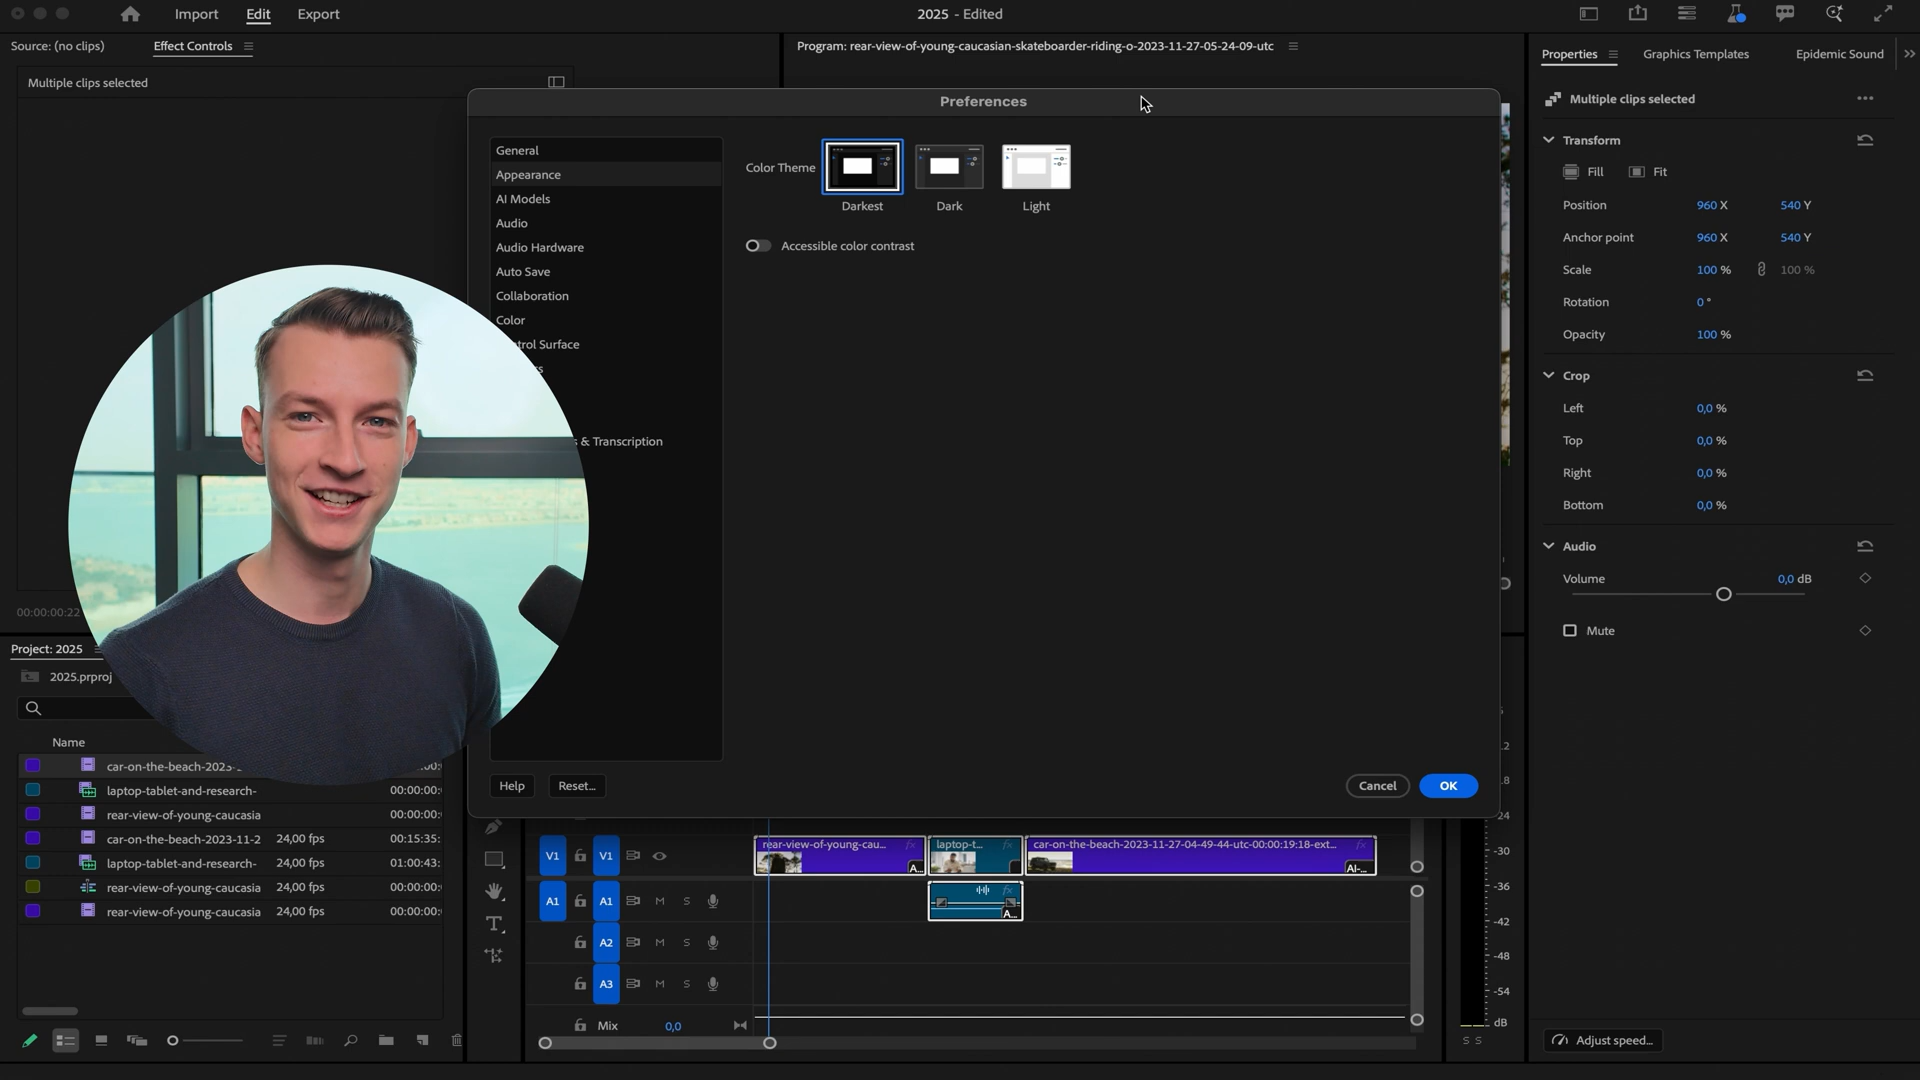 Import
Edit
Export
2025 - Edited
Source: (no clips)
Effect Controls
Program: rear-view-of-young-caucasian-skateboarder-riding-o-2023-11-27-05-24-09-utc
Properties
Graphics Templates
Epidemic Sound
Multiple clips selected
Preferences
General
Appearance
AI Models
Audio
Audio Hardware
Auto Save
Collaboration
Color
& Transcription
Color Theme
Darkest
Dark
Light
Accessible color contrast
Help
Reset...
Cancel
OK
Multiple clips selected
Transform
Fill
Fit
Position
960 X
540 Y
Anchor point
960 X
540 Y
Scale
100 %
100 %
Rotation
0 °
Opacity
100 %
Crop
Left
0,0 %
Top
0,0 %
Right
0,0 %
Bottom
0,0 %
Audio
Volume
0,0 dB
Mute
Adjust speed...
00:00:00:22
Project: 2025
2025.prproj
Name
car-on-the-beach-2023-
laptop-tablet-and-research-
00:00:00:
rear-view-of-young-caucasia
00:00:00:
car-on-the-beach-2023-11-2
24,00 fps
00:15:35:
laptop-tablet-and-research-
24,00 fps
01:00:43:
rear-view-of-young-caucasia
24,00 fps
00:00:00:
rear-view-of-young-caucasia
24,00 fps
00:00:00:
V1
V1
rear-view-of-young-cau...
fx
A...
laptop-t...
fx
car-on-the-beach-2023-11-27-04-49-44-utc-00:00:19:18-ext...
fx
AI-...
A1
A1
M
S
fx
A...
A2
M
S
A3
M
S
Mix
0,0
-24
-30
-36
-42
-48
-54
dB
S S